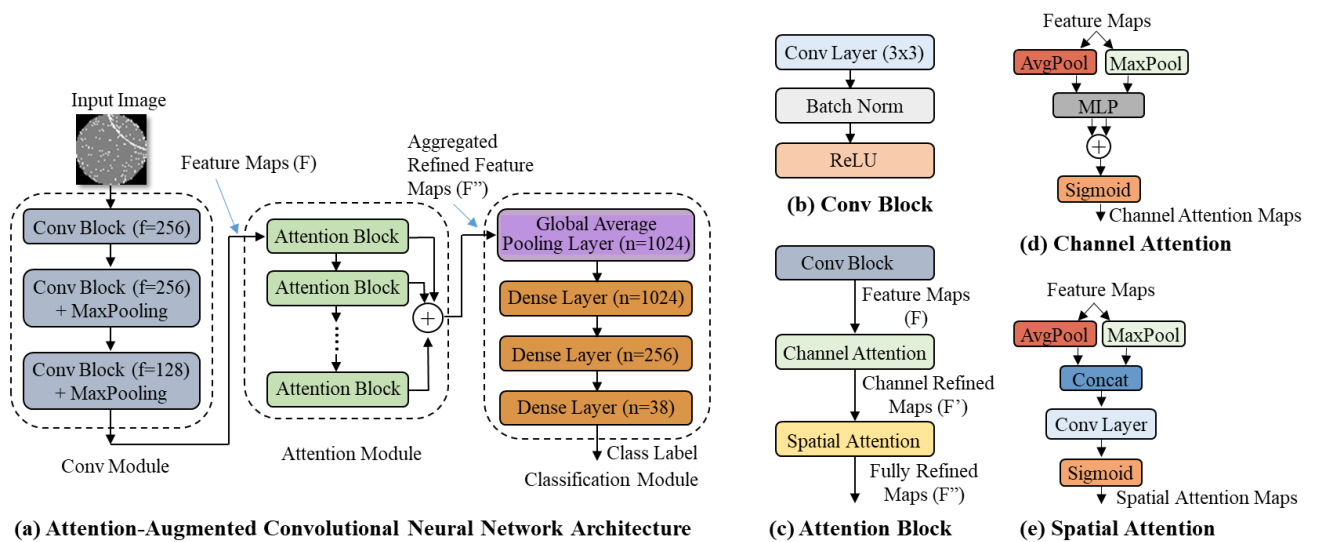 Input Image
Conv Block (f=256)
Conv Block (f=256)
+ MaxPooling
Conv Block (f=128)
+ MaxPooling
Conv Module
Feature Maps (F)
Attention Block
Attention Block
Attention Block
+
Attention Module
Aggregated
Refined Feature
Maps (F”)
Global Average
Pooling Layer (n=1024)
Dense Layer (n=1024)
Dense Layer (n=256)
Dense Layer (n=38)
Class Label
Classification Module
(a) Attention-Augmented Convolutional Neural Network Architecture
Conv Layer (3x3)
Batch Norm
ReLU
(b) Conv Block
Conv Block
Feature Maps
(F)
Channel Attention
Channel Refined
Maps (F’)
Spatial Attention
Fully Refined
Maps (F”)
(c) Attention Block
Feature Maps
AvgPool
MaxPool
MLP
+
Sigmoid
Channel Attention Maps
(d) Channel Attention
Feature Maps
AvgPool
MaxPool
Concat
Conv Layer
Sigmoid
Spatial Attention Maps
(e) Spatial Attention